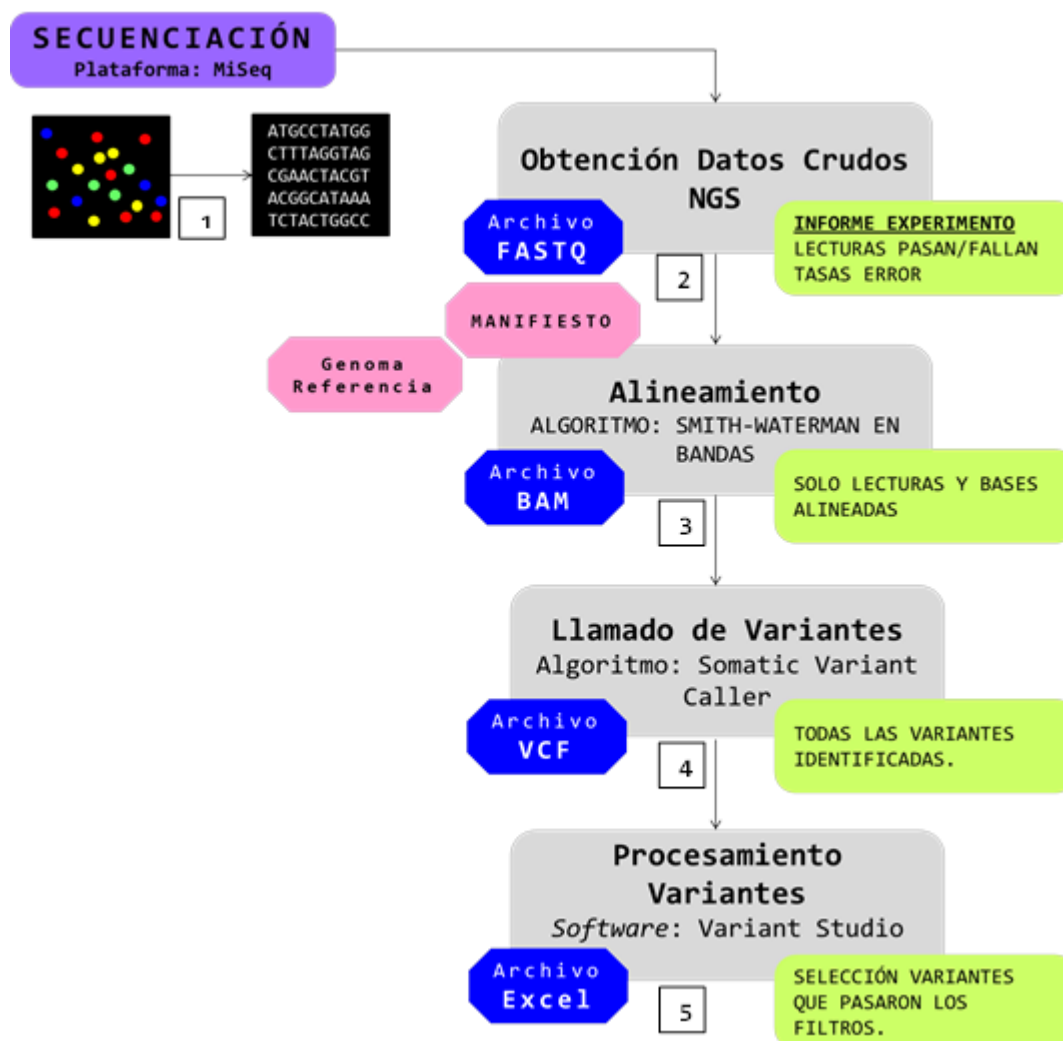 SECUENCIACIÓN
Plataforma: MiSeq
ATGCCTATGG
CTTTAGGTAG
CGAACTACGT
ACGGCATAAA
TCTACTGGCC
1
Obtención Datos Crudos
NGS
Archivo
FASTQ
2
INFORME EXPERIMENTO
LECTURAS PASAN/FALLAN
TASAS ERROR
MANIFIESTO
Genoma
Referencia
Alineamiento
ALGORITMO: SMITH-WATERMAN EN
BANDAS
Archivo
BAM
3
SOLO LECTURAS Y BASES
ALINEADAS
Llamado de Variantes
Algoritmo: Somatic Variant
Caller
Archivo
VCF
4
TODAS LAS VARIANTES
IDENTIFICADAS.
Procesamiento
Variantes
Software: Variant Studio
Archivo
Excel
5
SELECCIÓN VARIANTES
QUE PASARON LOS
FILTROS.